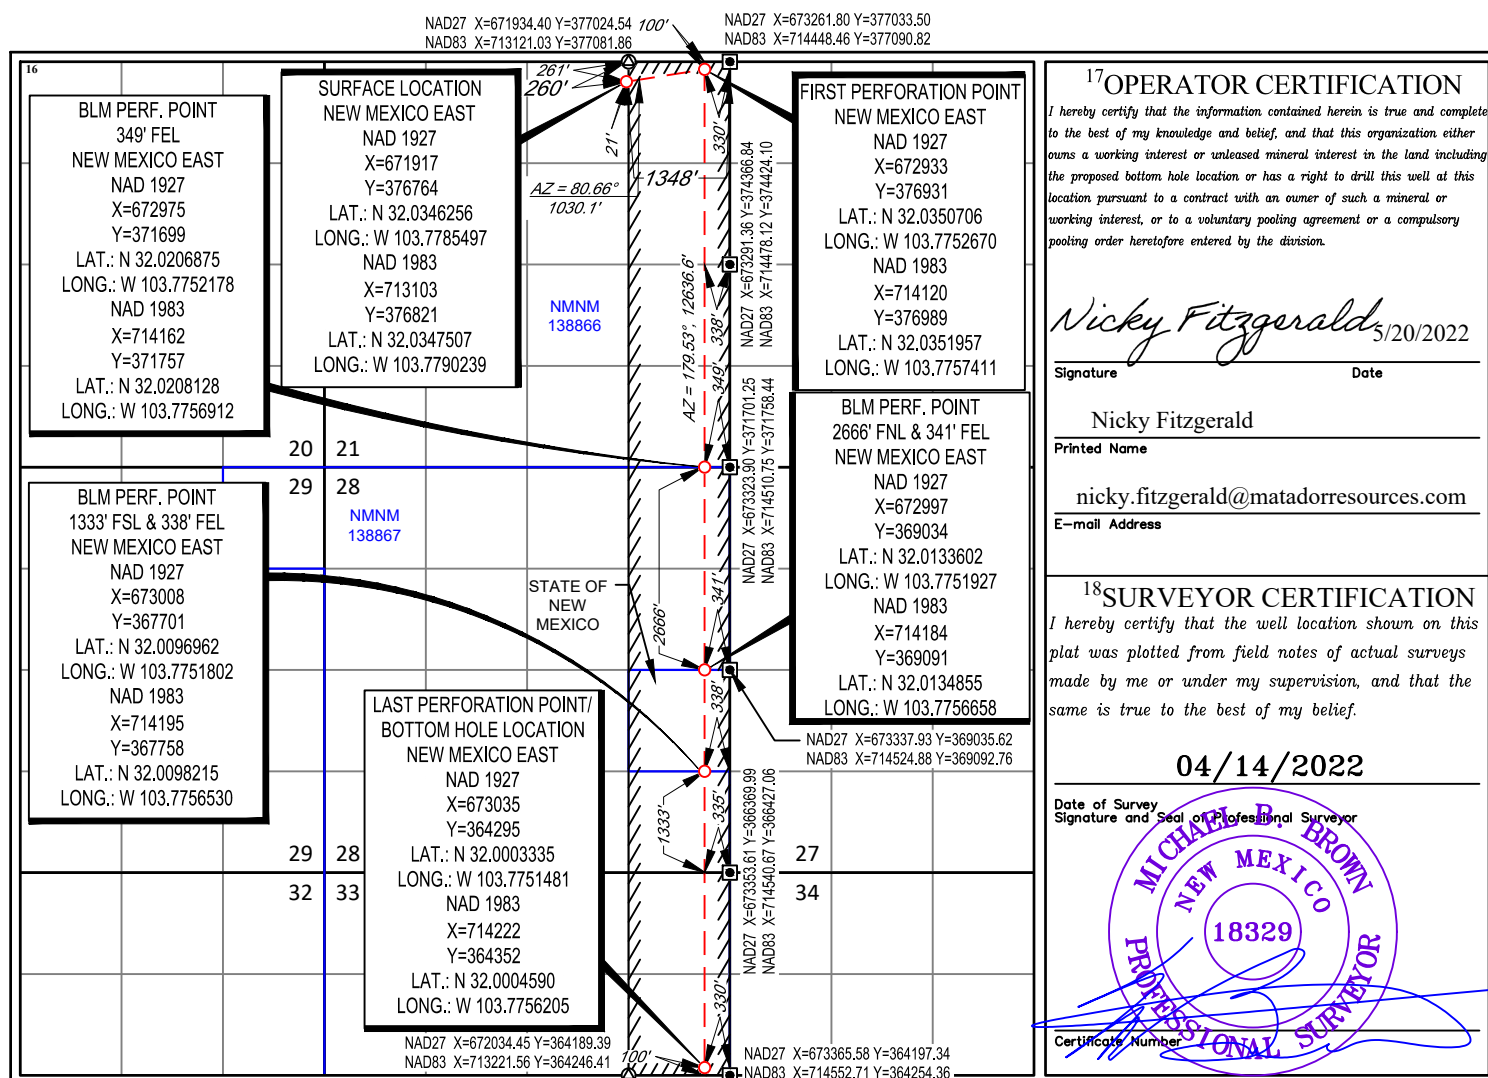 NAD27 X=671934.40 Y=377024.54
NAD83 X=713121.03 Y=377081.86
100'
NAD27 X=673261.80 Y=377033.50
NAD83 X=714448.46 Y=377090.82
16
261'
260'
21'
330'
1348'
AZ = 80.66°
1030.1'
BLM PERF. POINT
349' FEL
NEW MEXICO EAST
NAD 1927
X=672975
Y=371699
LAT.: N 32.0206875
LONG.: W 103.7752178
NAD 1983
X=714162
Y=371757
LAT.: N 32.0208128
LONG.: W 103.7756912
SURFACE LOCATION
NEW MEXICO EAST
NAD 1927
X=671917
Y=376764
LAT.: N 32.0346256
LONG.: W 103.7785497
NAD 1983
X=713103
Y=376821
LAT.: N 32.0347507
LONG.: W 103.7790239
FIRST PERFORATION POINT
NEW MEXICO EAST
NAD 1927
X=672933
Y=376931
LAT.: N 32.0350706
LONG.: W 103.7752670
NAD 1983
X=714120
Y=376989
LAT.: N 32.0351957
LONG.: W 103.7757411
NAD27 X=673291.36 Y=374366.84
NAD83 X=714478.12 Y=374424.10
NMNM
138866
AZ = 179.53°, 12636.6'
338'
349'
NAD27 X=673323.90 Y=371701.25
NAD83 X=714510.75 Y=371758.44
20 21
29 28
NMNM
138867
BLM PERF. POINT
1333' FSL & 338' FEL
NEW MEXICO EAST
NAD 1927
X=673008
Y=367701
LAT.: N 32.0096962
LONG.: W 103.7751802
NAD 1983
X=714195
Y=367758
LAT.: N 32.0098215
LONG.: W 103.7756530
BLM PERF. POINT
2666' FNL & 341' FEL
NEW MEXICO EAST
NAD 1927
X=672997
Y=369034
LAT.: N 32.0133602
LONG.: W 103.7751927
NAD 1983
X=714184
Y=369091
LAT.: N 32.0134855
LONG.: W 103.7756658
STATE OF
NEW
MEXICO
2666'
341'
338'
NAD27 X=673337.93 Y=369035.62
NAD83 X=714524.88 Y=369092.76
LAST PERFORATION POINT/
BOTTOM HOLE LOCATION
NEW MEXICO EAST
NAD 1927
X=673035
Y=364295
LAT.: N 32.0003335
LONG.: W 103.7751481
NAD 1983
X=714222
Y=364352
LAT.: N 32.0004590
LONG.: W 103.7756205
1333'
335'
NAD27 X=673353.61 Y=366369.99
NAD83 X=714540.67 Y=366427.06
29 28
32 33
27
34
330'
NAD27 X=672034.45 Y=364189.39
NAD83 X=713221.56 Y=364246.41
100'
NAD27 X=673365.58 Y=364197.34
NAD83 X=714552.71 Y=364254.36
17OPERATOR CERTIFICATION
I hereby certify that the information contained herein is true and complete
to the best of my knowledge and belief, and that this organization either
owns a working interest or unleased mineral interest in the land including
the proposed bottom hole location or has a right to drill this well at this
location pursuant to a contract with an owner of such a mineral or
working interest, or to a voluntary pooling agreement or a compulsory
pooling order heretofore entered by the division.
Nicky Fitzgerald 5/20/2022
Signature Date
Nicky Fitzgerald
Printed Name
nicky.fitzgerald@matadorresources.com
E-mail Address
18SURVEYOR CERTIFICATION
I hereby certify that the well location shown on this
plat was plotted from field notes of actual surveys
made by me or under my supervision, and that the
same is true to the best of my belief.
04/14/2022
Date of Survey
Signature and Seal of Professional Surveyor
MICHAEL B. BROWN
NEW MEXICO
18329
PROFESSIONAL SURVEYOR
Certificate Number